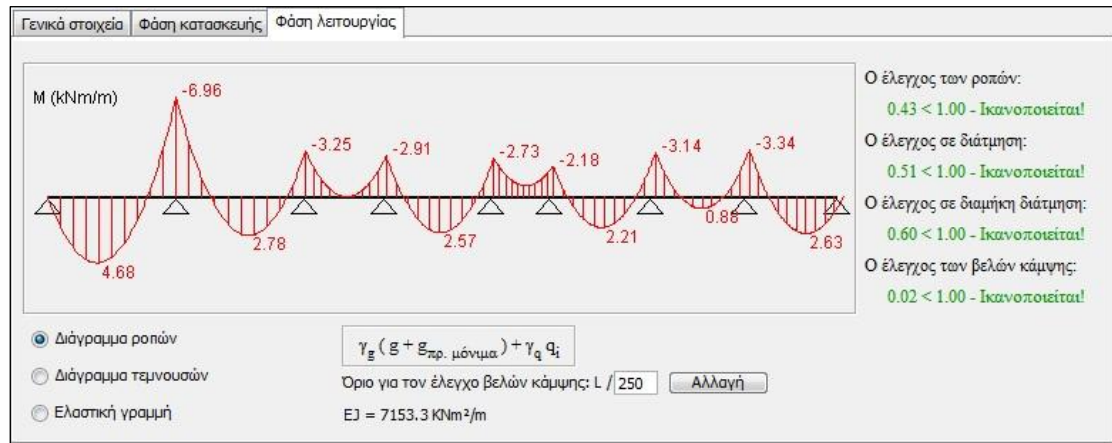 Γενικά στοιχεία Φάση κατασκευής Φάση λειτουργίας
M (kNm/m)
-6.96
-3.25
-2.91
-2.73
-2.18
-3.14
-3.34
4.68
2.78
2.57
2.21
0.88
2.63
Ο έλεγχος των ροπών:
0.43 < 1.00 - Ικανοποιείται!
Ο έλεγχος σε διάτμηση:
0.51 < 1.00 - Ικανοποιείται!
Ο έλεγχος σε διαμήκη διάτμηση:
0.60 < 1.00 - Ικανοποιείται!
Ο έλεγχος των βελών κάμψης:
0.02 < 1.00 - Ικανοποιείται!
Διάγραμμα ροπών
Διάγραμμα τεμνουσών
Ελαστική γραμμή
γg ( g + gπρ. μόνιμα ) + γq qi
Όριο για τον έλεγχο βελών κάμψης: L / 250 Αλλαγή
EJ = 7153.3 KNm²/m